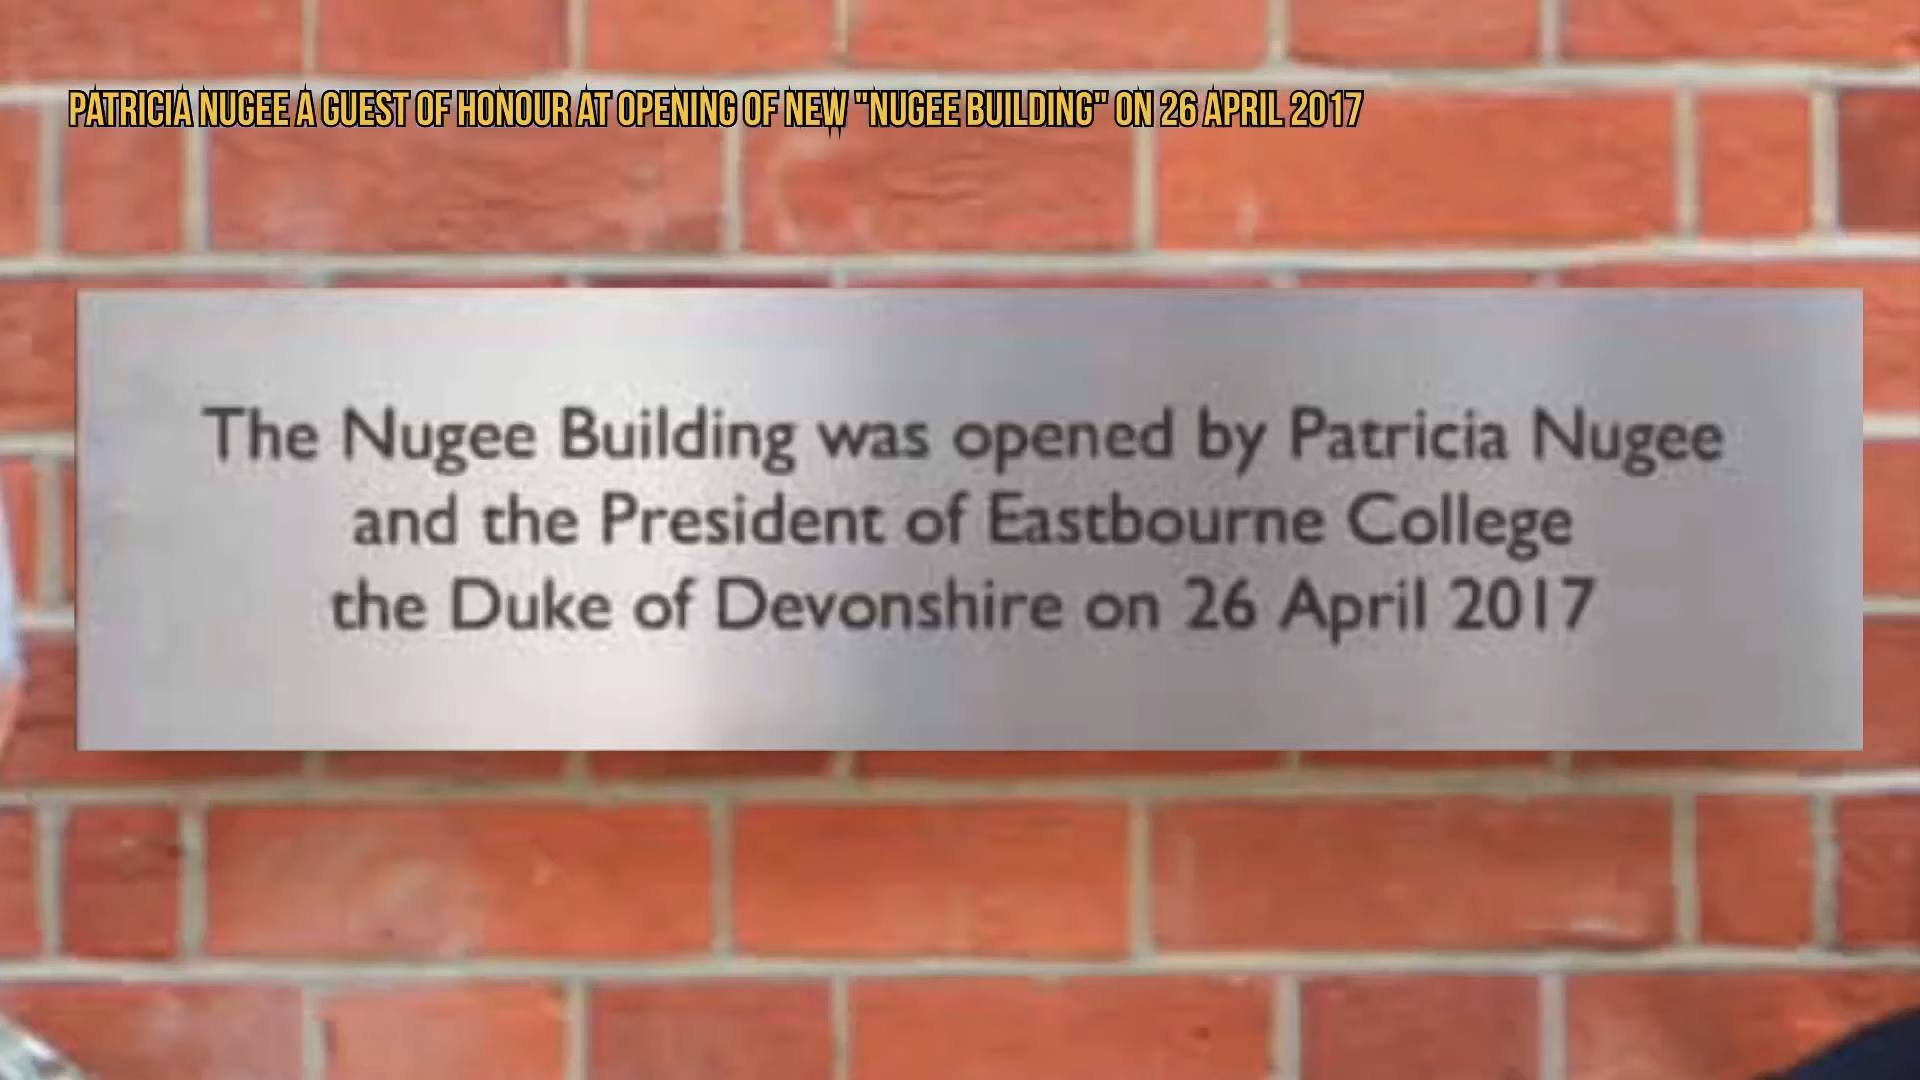 PATRICIA NUGEE A GUEST OF HONOUR AT OPENING OF NEW "NUGEE BUILDING" ON 26 APRIL 2017
The Nugee Building was opened by Patricia Nugee
and the President of Eastbourne College
the Duke of Devonshire on 26 April 2017